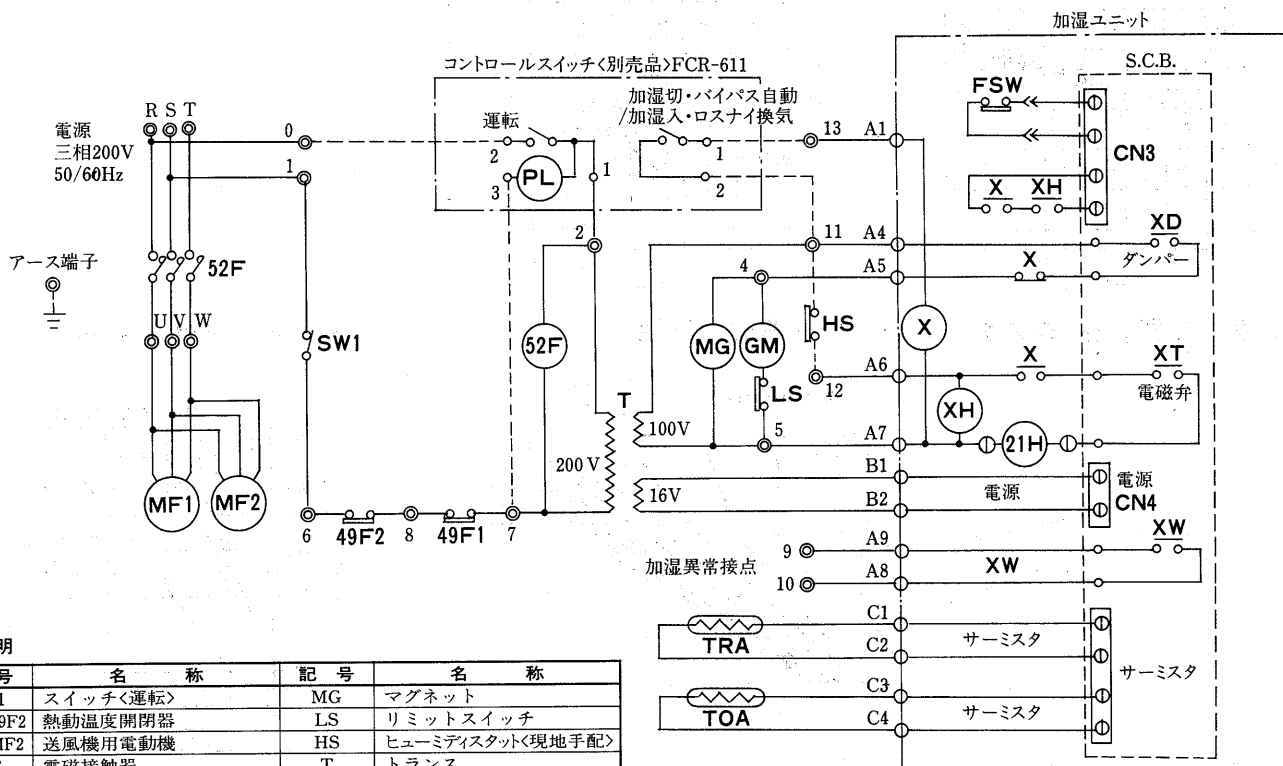 加湿ユニット
コントロールスイッチ〈別売品〉FCR-611
S.C.B.
FSW
加湿切・バイパス自動
/加湿入・ロスナイ換気
R S T
電源
三相200V
50/60Hz
0
運転
2
1
13
A1
CN3
1
3
PL
1
2
X
XH
2
11
A4
XD
ダンパー
アース端子
52F
4
A5
X
U V W
SW1
52F
MG
GM
HS
X
X
XT
電磁弁
A6
12
LS
XH
T
100V
5
A7
21H
200V
B1
電源
16V
電源
CN4
B2
MF1
MF2
6
49F2
8
49F1
7
XW
9
A9
加湿異常接点
XW
10
A8
C1
サーミスタ
TRA
C2
サーミスタ
C3
サーミスタ
TOA
C4
明
号
名 称
記 号
名 称
1
スイッチ〈運転〉
MG
マグネット
9F2
熱動温度開閉器
LS
リミットスイッチ
MF2
送風機用電動機
HS
ヒューミディスタット〈現地手配〉
電磁接触器
T
トランス